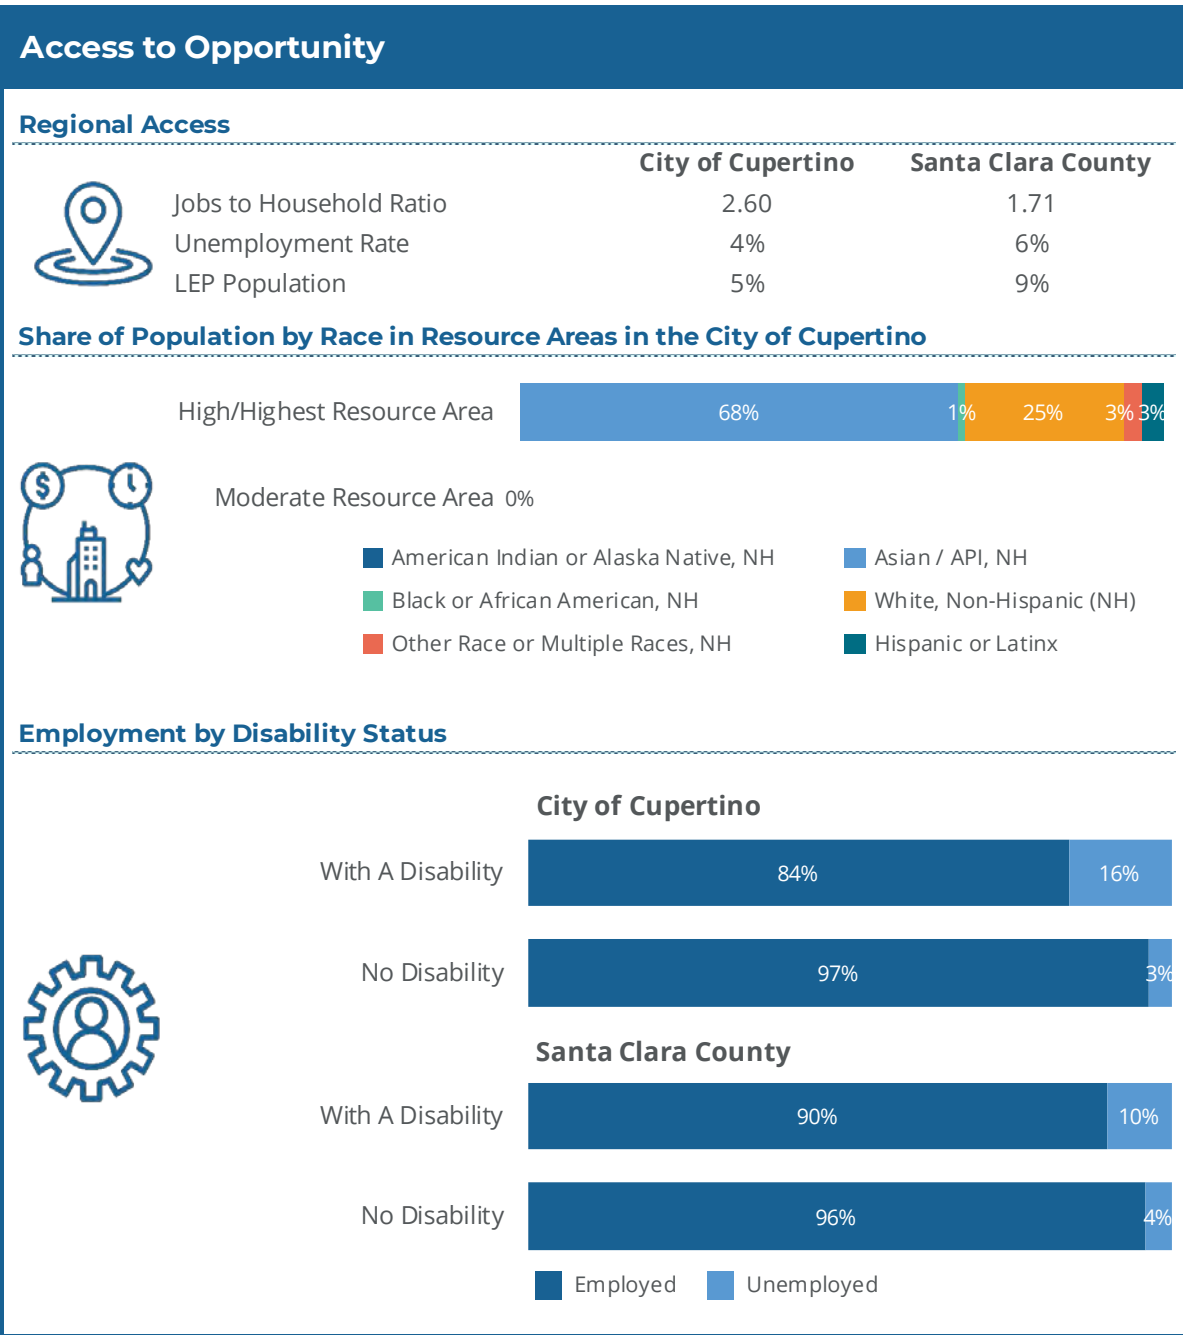 Access to Opportunity
Regional Access
City of Cupertino Santa Clara County
Jobs to Household Ratio 2.60 1.71
Unemployment Rate 4% 6%
LEP Population 5% 9%
Share of Population by Race in Resource Areas in the City of Cupertino
High/Highest Resource Area 68% 1% 25% 3% 3%
Moderate Resource Area 0%
American Indian or Alaska Native, NH Asian / API, NH
Black or African American, NH White, Non-Hispanic (NH)
Other Race or Multiple Races, NH Hispanic or Latinx
Employment by Disability Status
City of Cupertino
With A Disability 84% 16%
No Disability 97% 3%
Santa Clara County
With A Disability 90% 10%
No Disability 96% 4%
Employed Unemployed